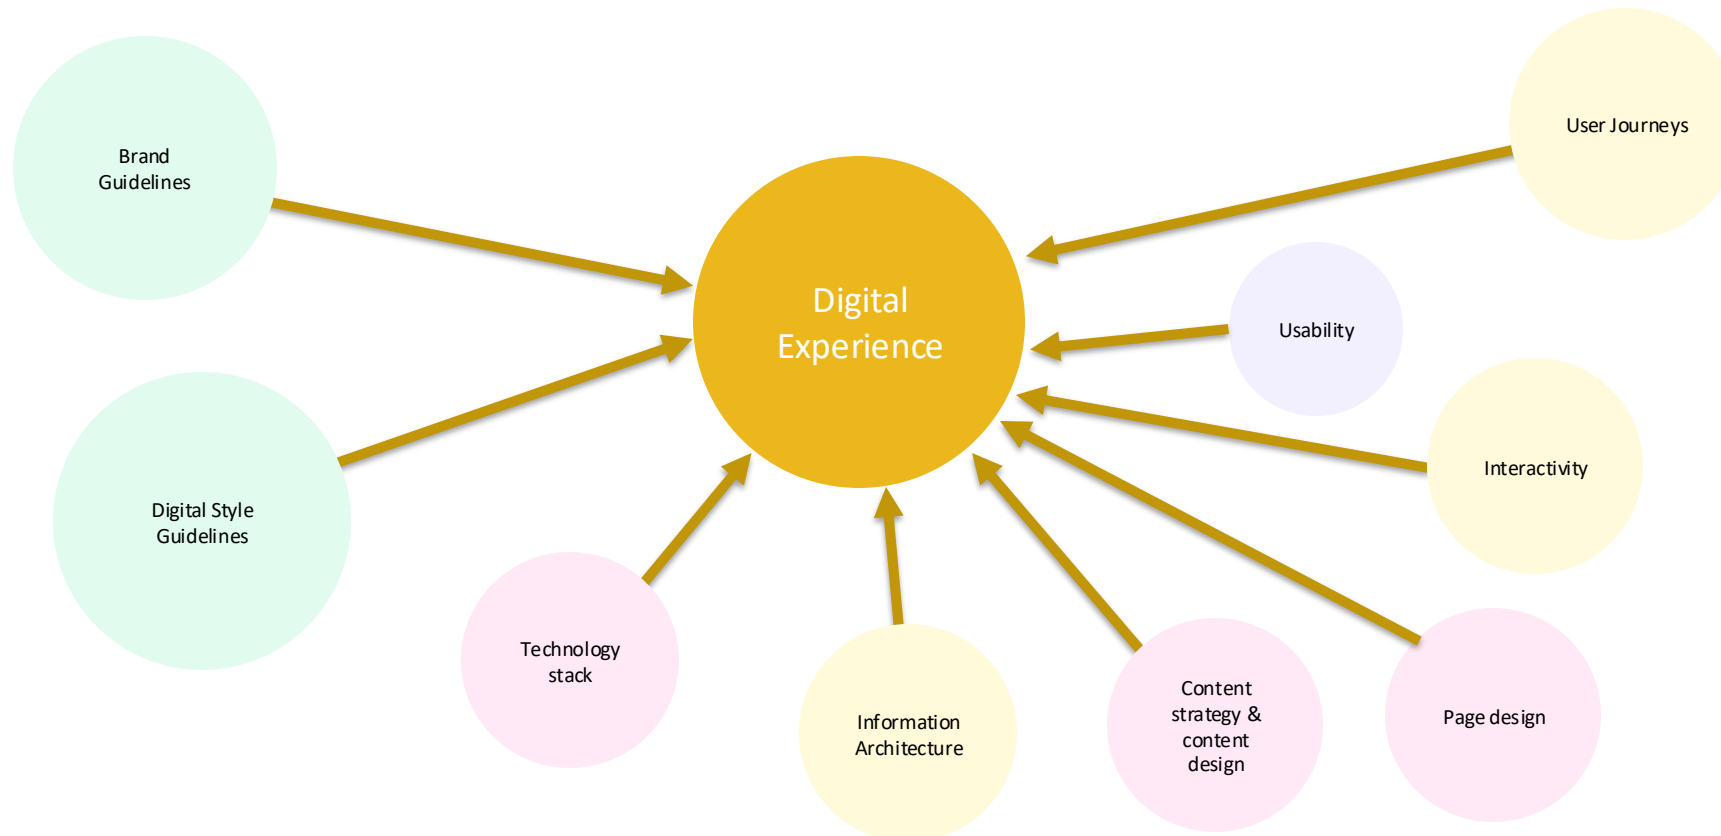 Brand
Guidelines
User Journeys
Digital
Experience
Usability
Interactivity
Digital Style
Guidelines
Technology
stack
Information
Architecture
Content
strategy &
content
design
Page design